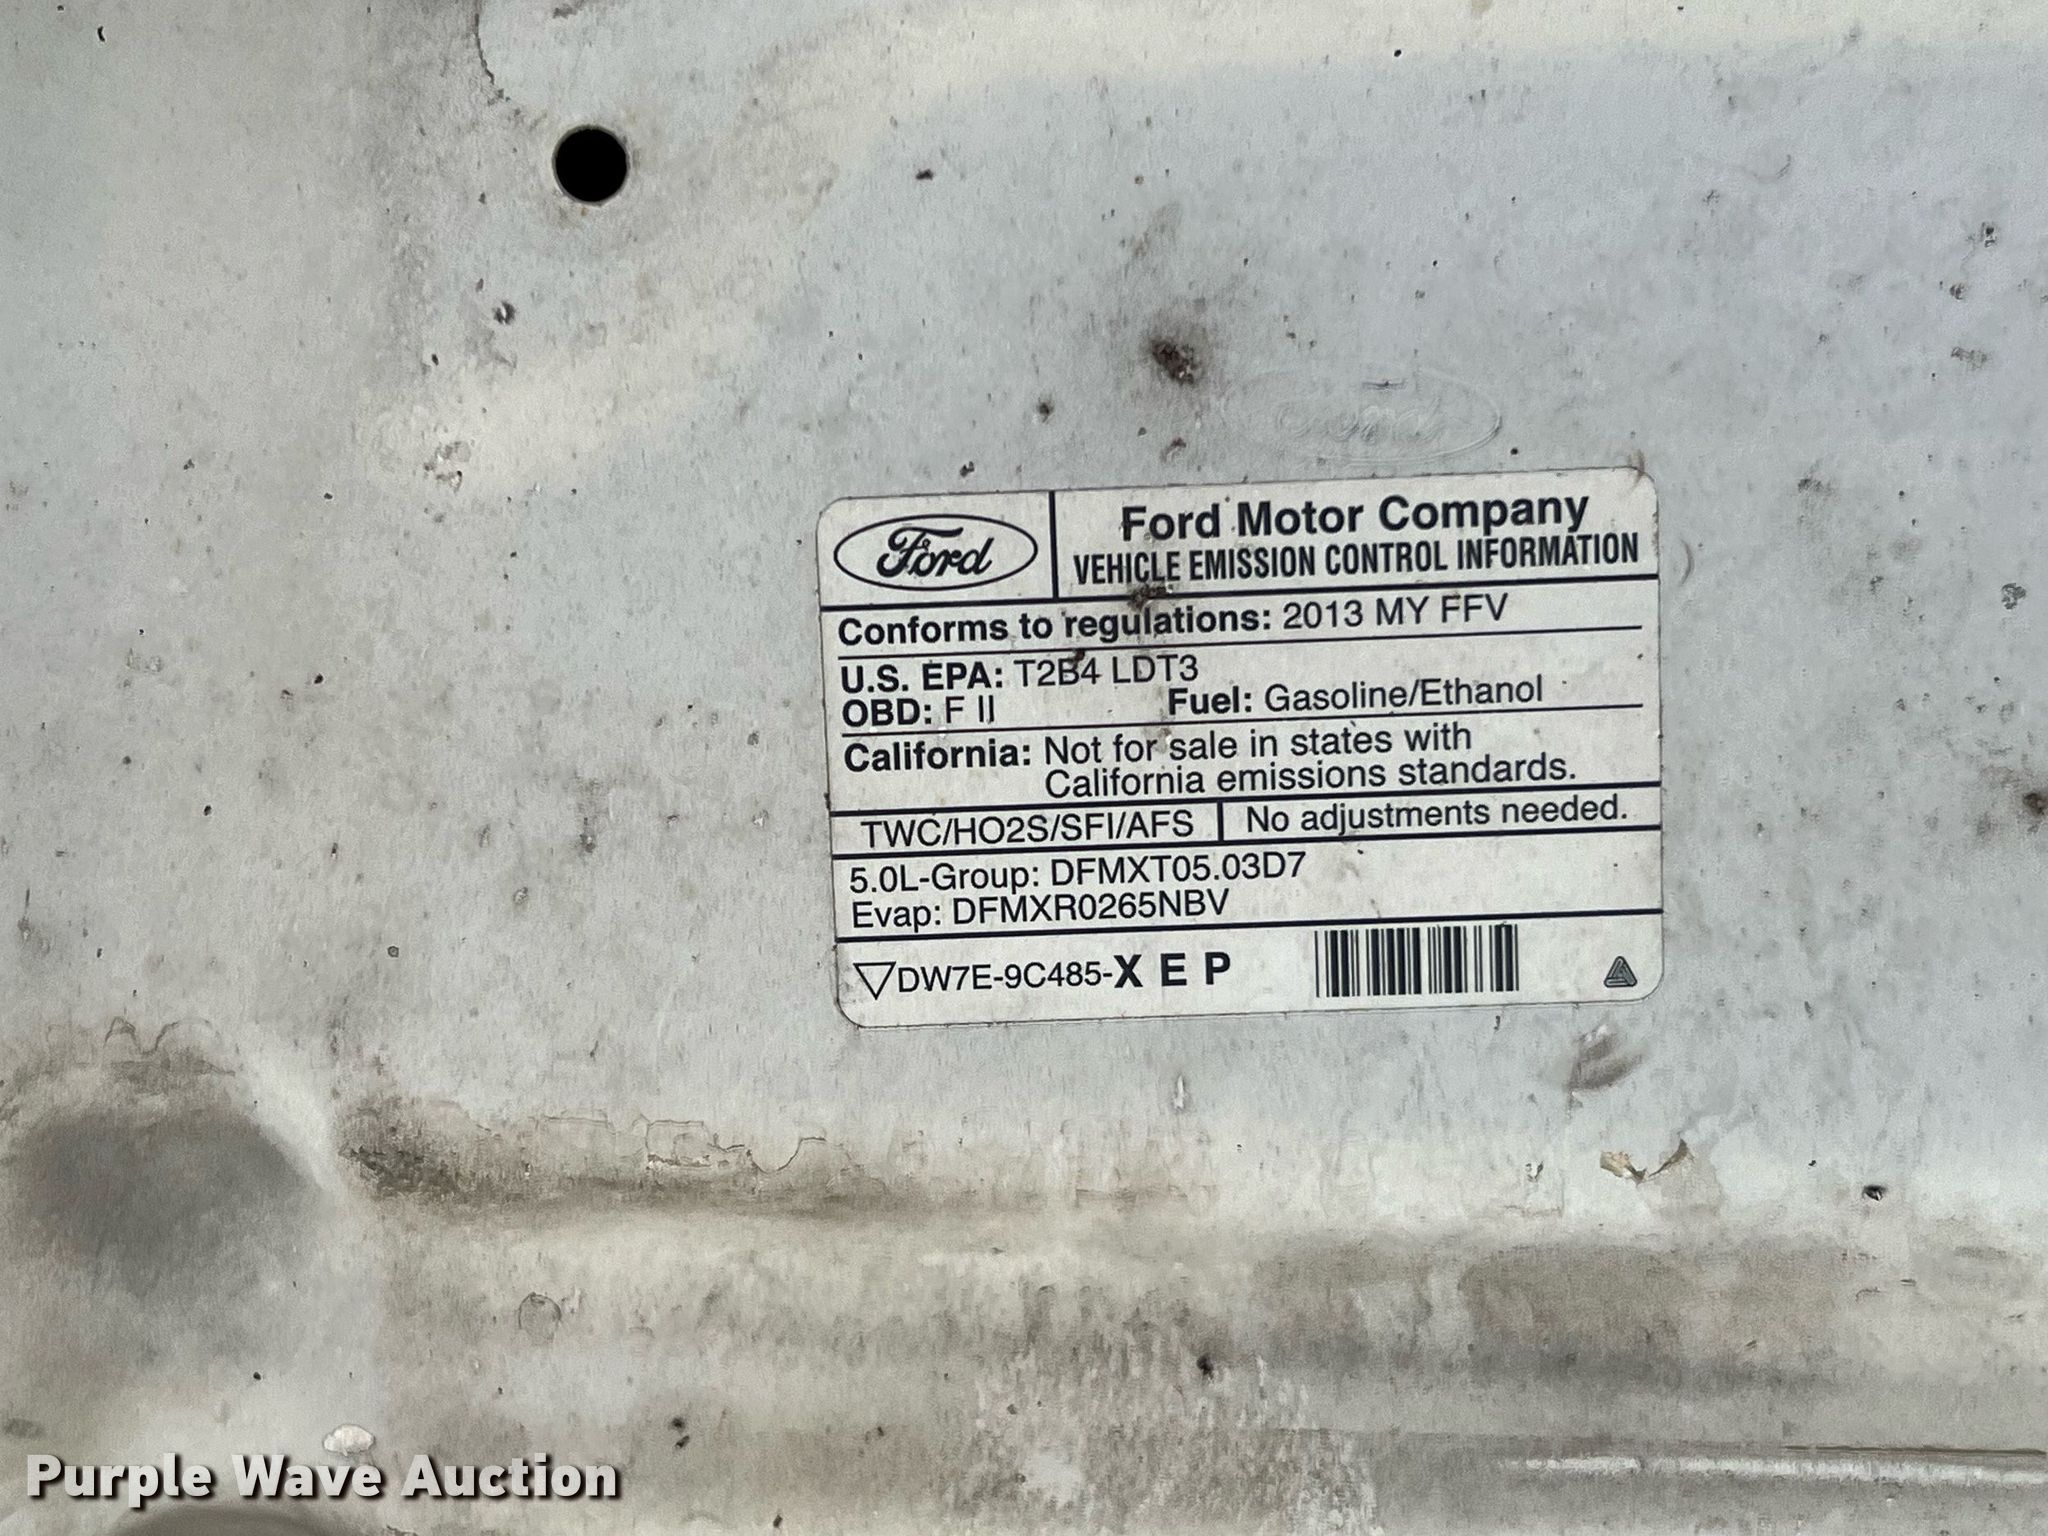 Ford
Ford Motor Company
VEHICLE EMISSION CONTROL INFORMATION
Conforms to regulations: 2013 MY FFV
U.S. EPA: T2B4 LDT3
OBD: F II Fuel: Gasoline/Ethanol
California: Not for sale in states with
California emissions standards.
TWC/HO2S/SFI/AFS No adjustments needed.
5.0L-Group: DFMXT05.03D7
Evap: DFMXR0265NBV
DW7E-9C485-X E P
Purple Wave Auction